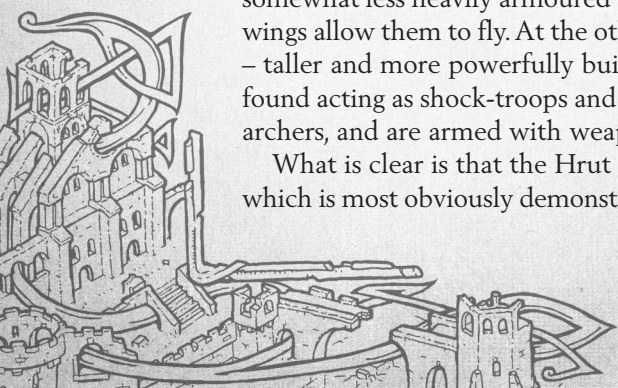 somewhat less heavily armoured
wings allow them to fly. At the ot
– taller and more powerfully bui
found acting as shock-troops and
archers, and are armed with weap
What is clear is that the Hrut
which is most obviously demonst